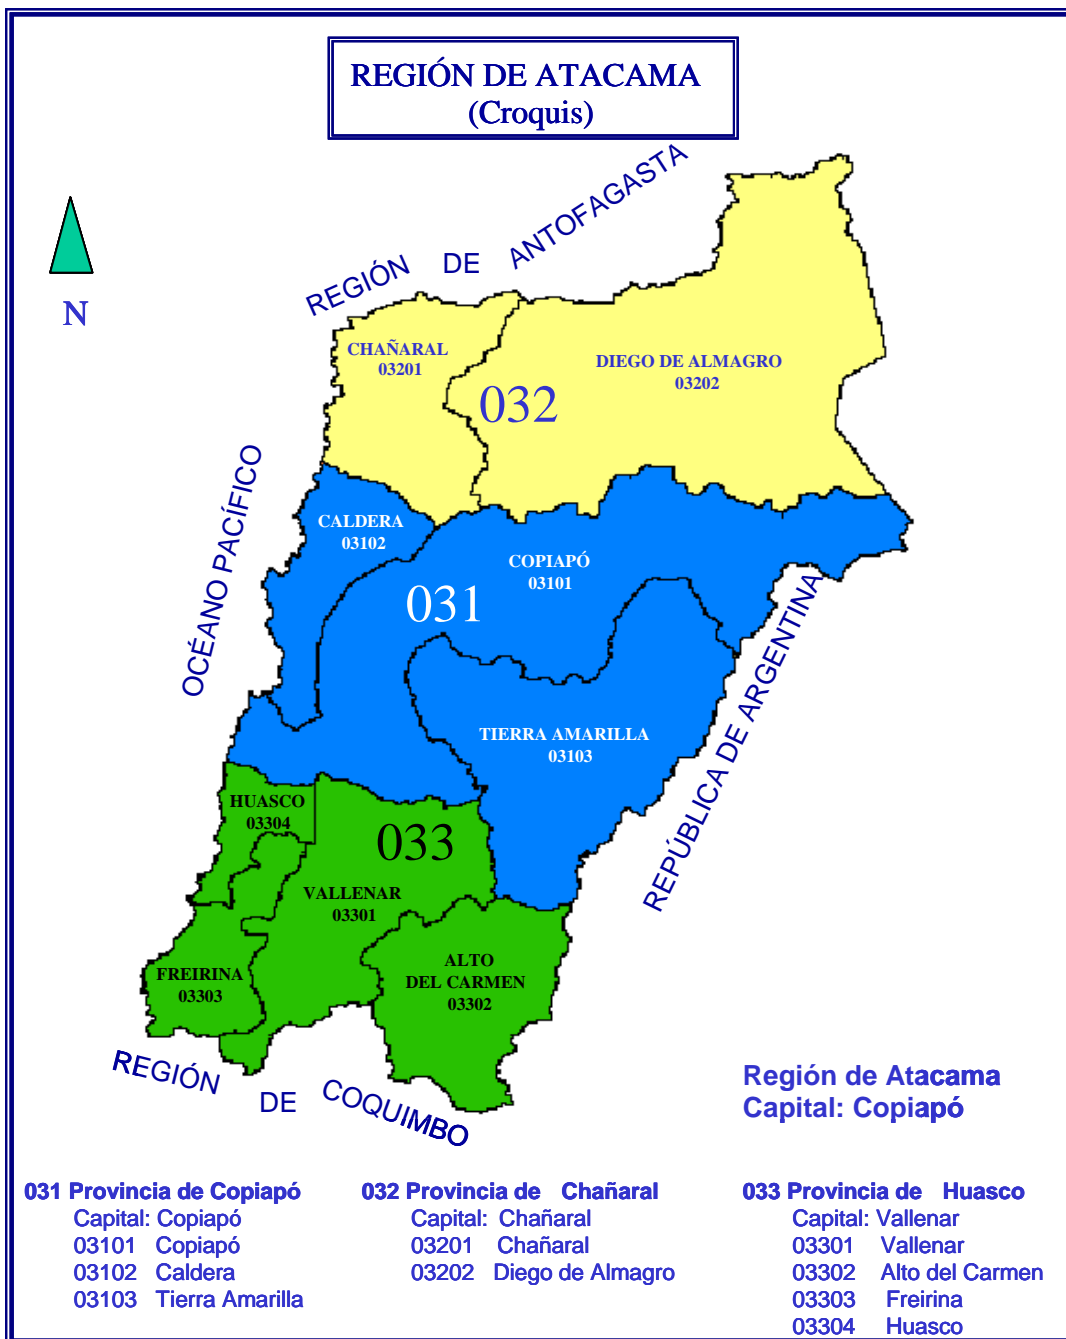 REGIÓN DE ATACAMA
(Croquis)
N
REGIÓN DE ANTOFAGASTA
CHAÑARAL
03201
DIEGO DE ALMAGRO
03202
032
OCÉANO PACÍFICO
CALDERA
03102
COPIAPÓ
03101
031
TIERRA AMARILLA
03103
REPÚBLICA DE ARGENTINA
HUASCO
03304
033
VALLENAR
03301
ALTO
DEL CARMEN
03302
FREIRINA
03303
REGIÓN DE COQUIMBO
Región de Atacama
Capital: Copiapó
031 Provincia de Copiapó
Capital: Copiapó
03101 Copiapó
03102 Caldera
03103 Tierra Amarilla
032 Provincia de Chañaral
Capital: Chañaral
03201 Chañaral
03202 Diego de Almagro
033 Provincia de Huasco
Capital: Vallenar
03301 Vallenar
03302 Alto del Carmen
03303 Freirina
03304 Huasco